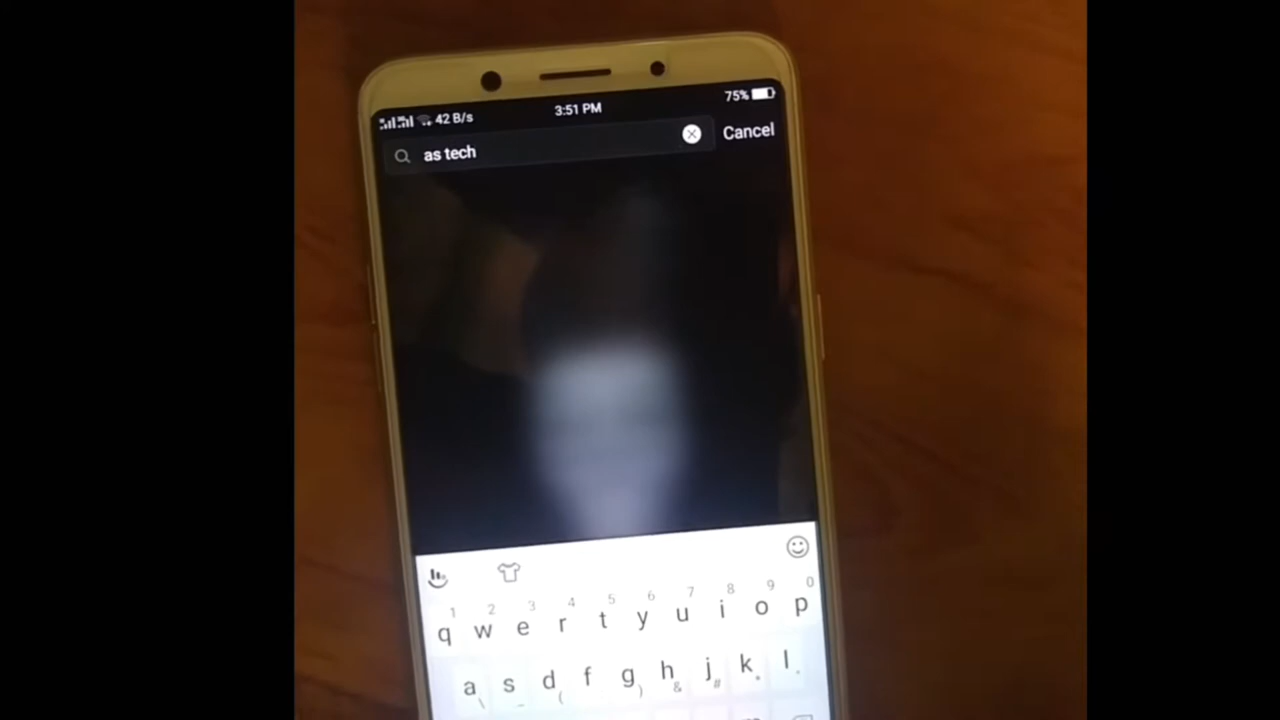 42 B/s 3:51 PM 75%
as tech Cancel
1 2 3 4 5 6 7 8 9 0
q w e r t y u i o p
a s d f g h j k l
\ _ ( ) & #